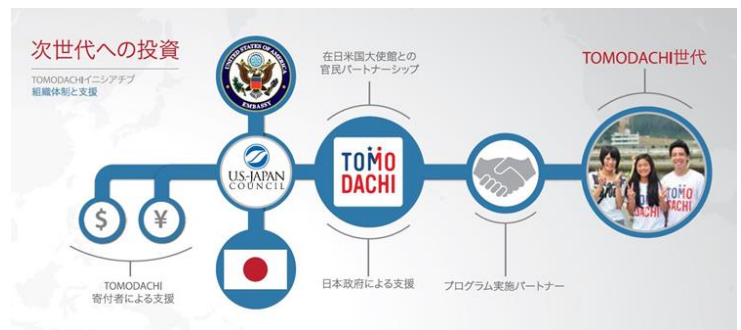 次世代への投資
TOMODACHIイニシアチブ
組織体制と支援
UNITED STATES OF AMERICA
EMBASSY
在日米国大使館との
官民パートナーシップ
TOMODACHI世代
U.S.-JAPAN
COUNCIL
TOMO
DACHI
$
¥
TOMODACHI
寄付者による支援
日本政府による支援
プログラム実施パートナー
TOMO
DACHI
DACHI